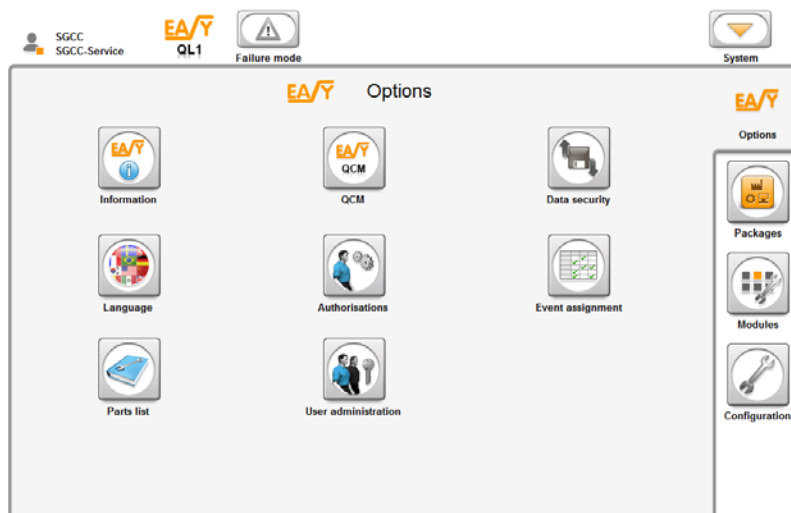 SGCC
SGCC-Service
EASY
QL1
Failure mode
System
EASY Options
EASY
Options
EASY
Information
EASY
QCM
QCM
Data security
Packages
Language
Authorisations
Event assignment
Modules
Parts list
User administration
Configuration